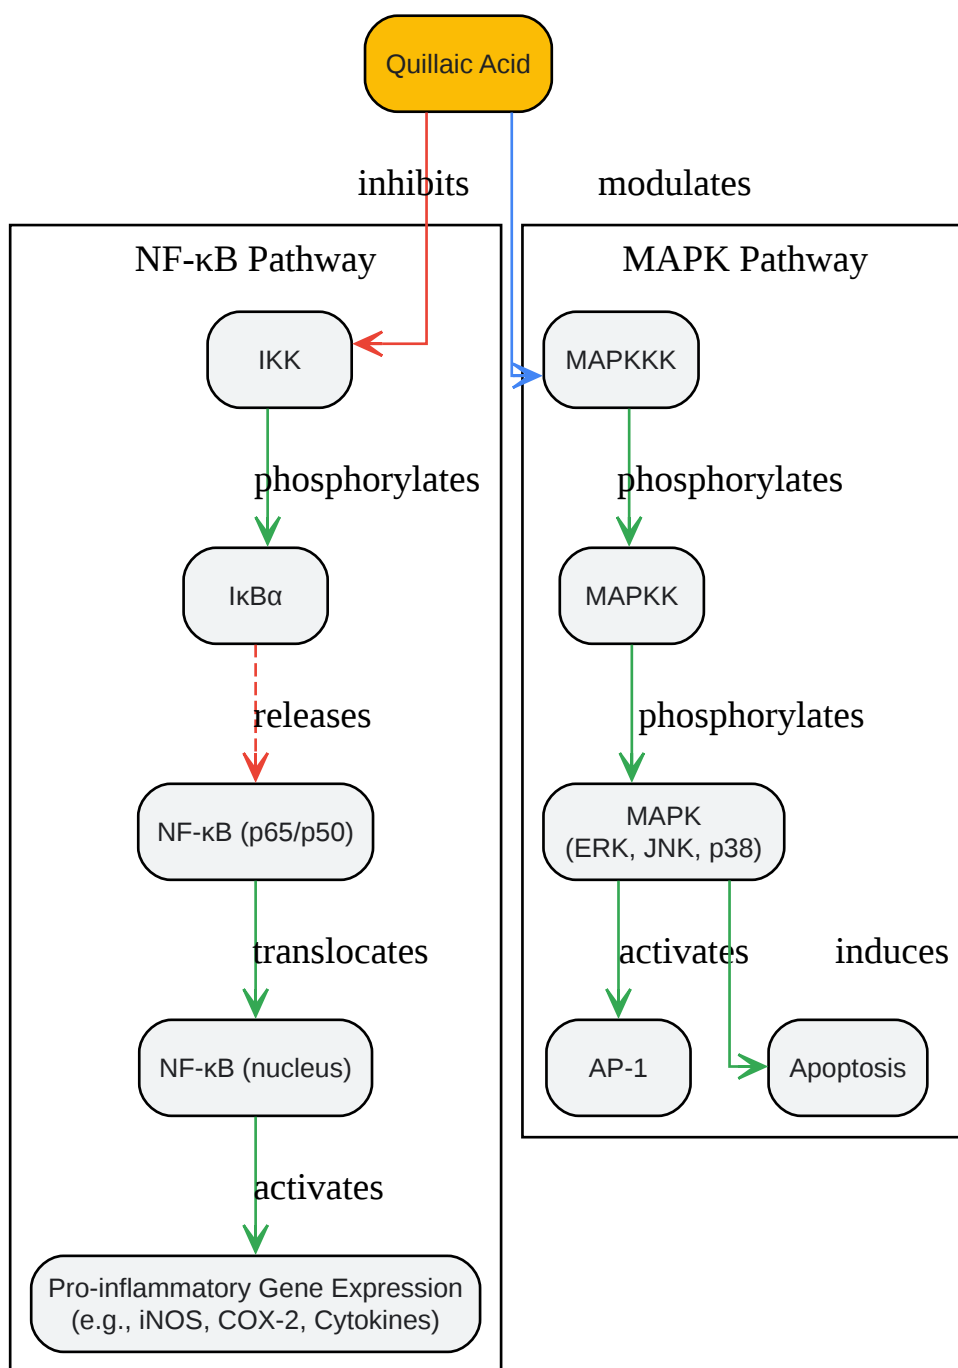 Quillaic Acid
inhibits
modulates
NF-κB Pathway
IKK
phosphorylates
IκBα
releases
NF-κB (p65/p50)
translocates
NF-κB (nucleus)
activates
Pro-inflammatory Gene Expression
(e.g., iNOS, COX-2, Cytokines)
MAPK Pathway
MAPKKK
phosphorylates
MAPKK
phosphorylates
MAPK
(ERK, JNK, p38)
activates
induces
AP-1
Apoptosis